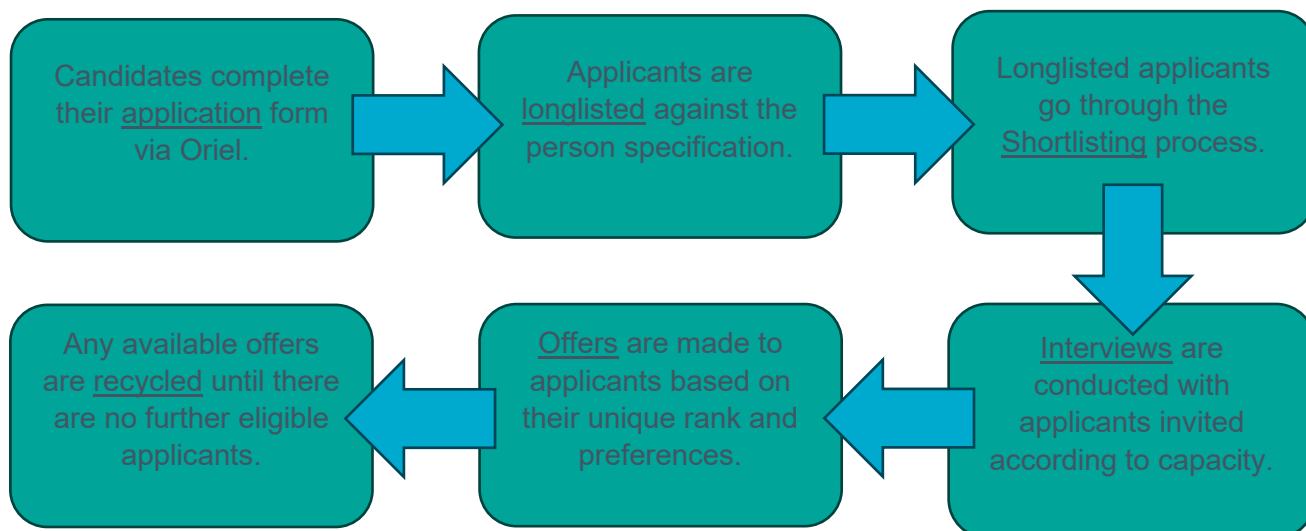 Candidates complete
their application form
via Oriel.
Applicants are
longlisted against the
person specification.
Longlisted applicants
go through the
Shortlisting process.
Interviews are
conducted with
applicants invited
according to capacity.
Offers are made to
applicants based on
their unique rank and
preferences.
Any available offers
are recycled until there
are no further eligible
applicants.